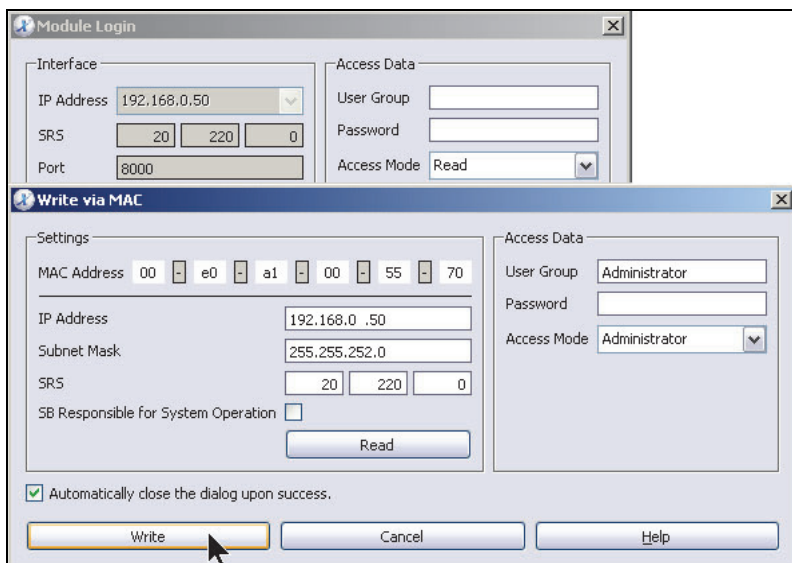 Module Login
Interface
IP Address 192.168.0.50
SRS 20 220 0
Port 8000
Access Data
User Group
Password
Access Mode Read
Write via MAC
Settings
MAC Address 00 - e0 - a1 - 00 - 55 - 70
IP Address 192.168.0 .50
Subnet Mask 255.255.252.0
SRS 20 220 0
SB Responsible for System Operation
Read
Access Data
User Group Administrator
Password
Access Mode Administrator
Automatically close the dialog upon success.
Write Cancel Help